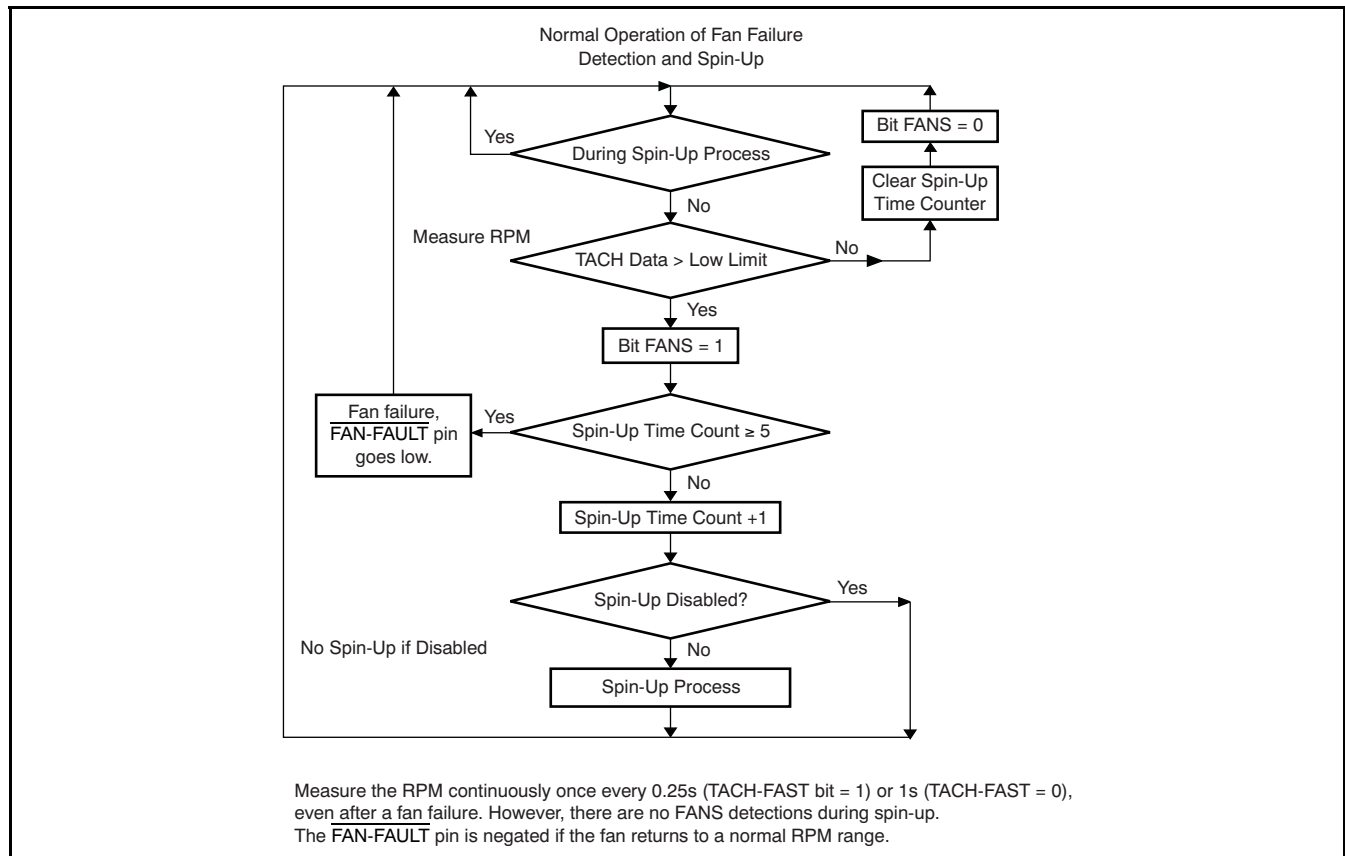 Normal Operation of Fan Failure
Detection and Spin-Up
Yes
During Spin-Up Process
Bit FANS = 0
Clear Spin-Up
Time Counter
No
Measure RPM
TACH Data > Low Limit
No
Yes
Bit FANS = 1
Fan failure,
FAN-FAULT pin
goes low.
Yes
Spin-Up Time Count ≥ 5
No
Spin-Up Time Count +1
Spin-Up Disabled?
Yes
No Spin-Up if Disabled
No
Spin-Up Process
Measure the RPM continuously once every 0.25s (TACH-FAST bit = 1) or 1s (TACH-FAST = 0),
even after a fan failure. However, there are no FANS detections during spin-up.
The FAN-FAULT pin is negated if the fan returns to a normal RPM range.